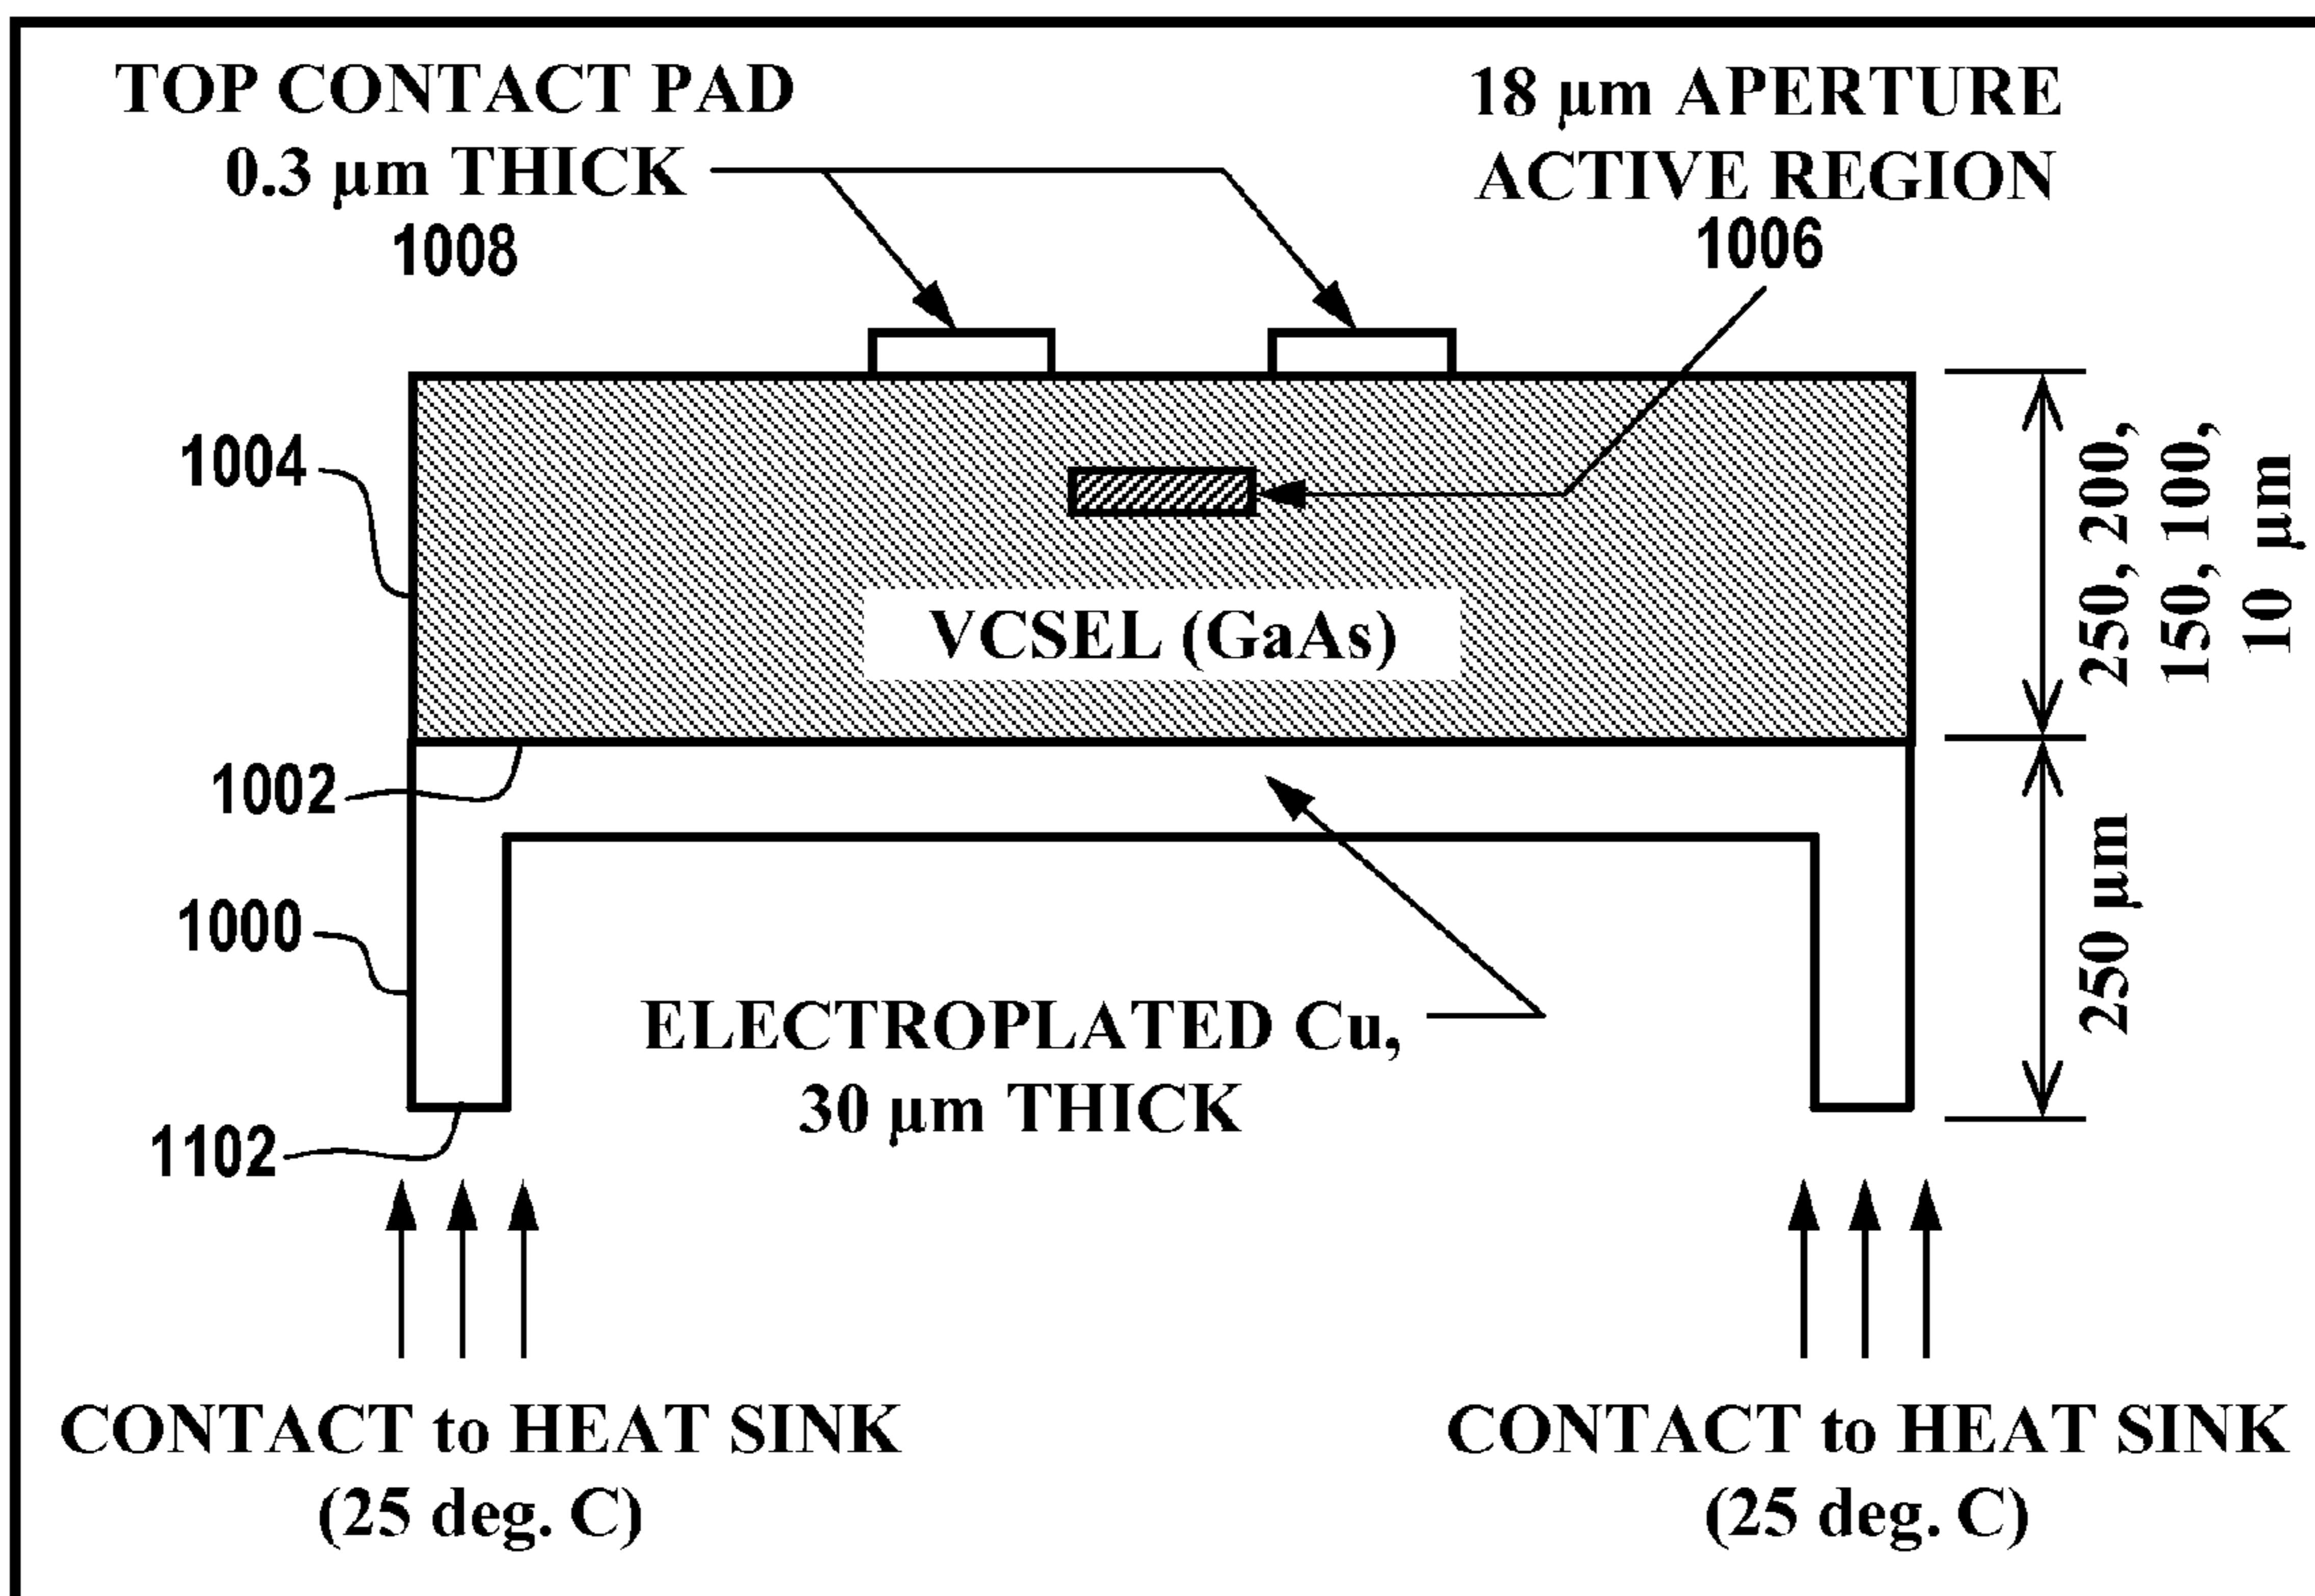 TOP CONTACT PAD
0.3 µm THICK
1008
18 µm APERTURE
ACTIVE REGION
1006
1004
VCSEL (GaAs)
250, 200,
150, 100,
10 µm
1002
1000
250 µm
ELECTROPLATED Cu,
30 µm THICK
1102
CONTACT to HEAT SINK
(25 deg. C)
CONTACT to HEAT SINK
(25 deg. C)